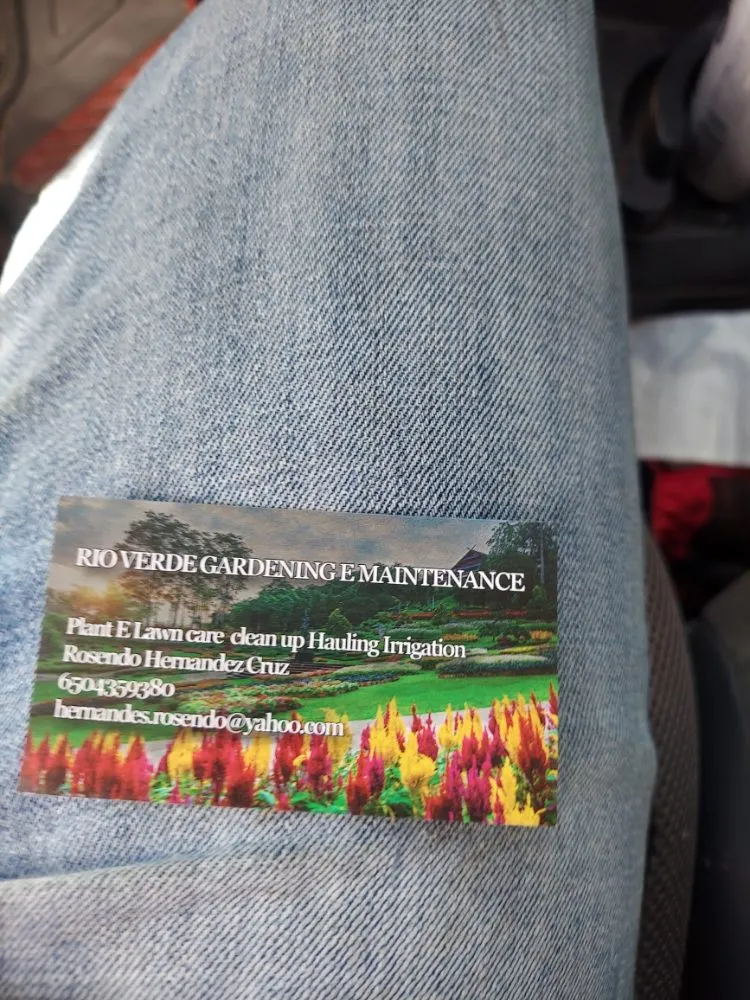 RIO VERDE GARDENING E MAINTENANCE
Plant E Lawn care clean up Hauling Irrigation
Rosendo Hernandez Cruz
6504359380
hernandes.rosendo@yahoo.com